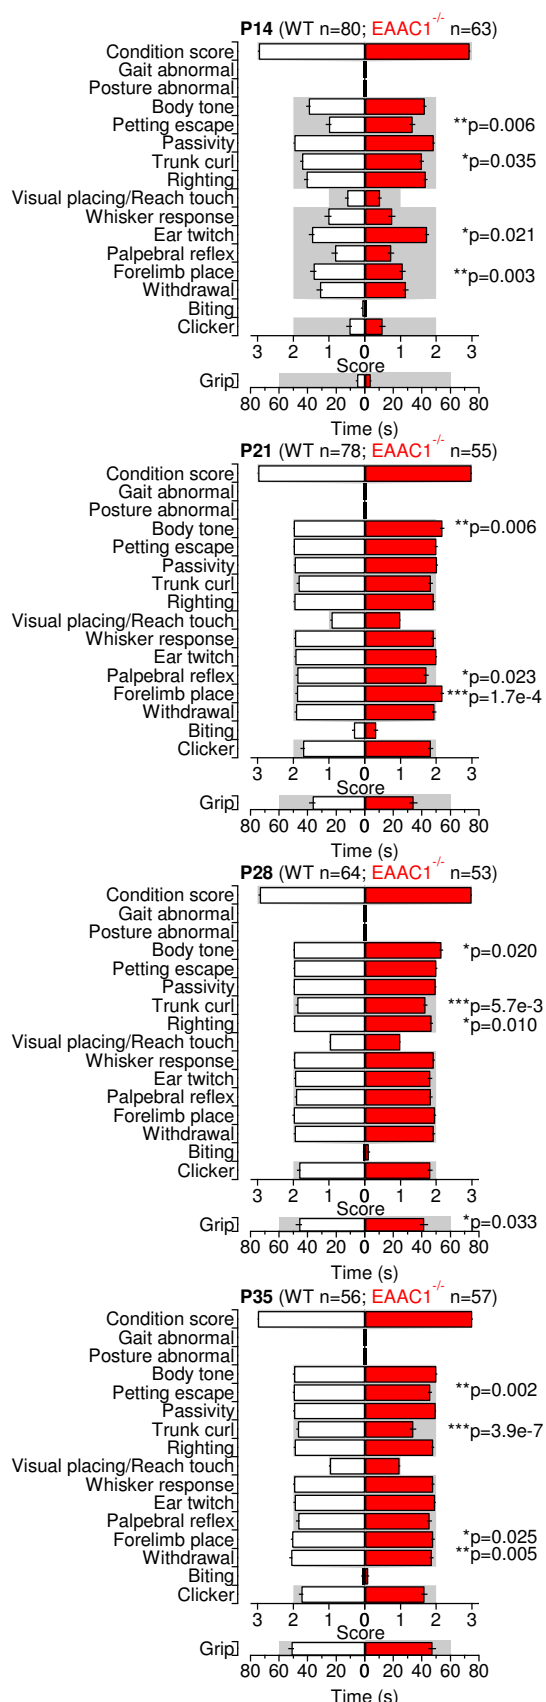 P14 (WT n=80; EAAC1-/- n=63)
Condition score
Gait abnormal
Posture abnormal
Body tone
Petting escape **p=0.006
Passivity
Trunk curl *p=0.035
Righting
Visual placing/Reach touch
Whisker response
Ear twitch *p=0.021
Palpebral reflex
Forelimb place **p=0.003
Withdrawal
Biting
Clicker
3 2 1 0 0 1 2 3
Score
Grip
80 60 40 20 0 0 20 40 60 80
Time (s)
P21 (WT n=78; EAAC1-/- n=55)
Condition score
Gait abnormal
Posture abnormal
Body tone **p=0.006
Petting escape
Passivity
Trunk curl
Righting
Visual placing/Reach touch
Whisker response
Ear twitch
Palpebral reflex *p=0.023
Forelimb place ***p=1.7e-4
Withdrawal
Biting
Clicker
3 2 1 0 0 1 2 3
Score
Grip
80 60 40 20 0 0 20 40 60 80
Time (s)
P28 (WT n=64; EAAC1-/- n=53)
Condition score
Gait abnormal
Posture abnormal
Body tone *p=0.020
Petting escape
Passivity
Trunk curl ***p=5.7e-3
Righting *p=0.010
Visual placing/Reach touch
Whisker response
Ear twitch
Palpebral reflex
Forelimb place
Withdrawal
Biting
Clicker
3 2 1 0 0 1 2 3
Score
Grip *p=0.033
80 60 40 20 0 0 20 40 60 80
Time (s)
P35 (WT n=56; EAAC1-/- n=57)
Condition score
Gait abnormal
Posture abnormal
Body tone
Petting escape **p=0.002
Passivity
Trunk curl ***p=3.9e-7
Righting
Visual placing/Reach touch
Whisker response
Ear twitch
Palpebral reflex
Forelimb place *p=0.025
Withdrawal **p=0.005
Biting
Clicker
3 2 1 0 0 1 2 3
Score
Grip
80 60 40 20 0 0 20 40 60 80
Time (s)